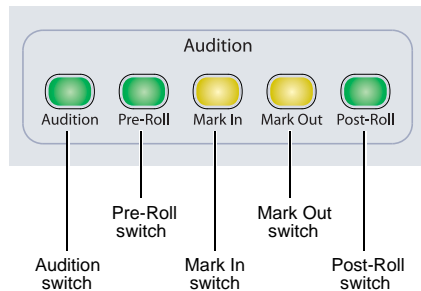 Audition
Audition Pre-Roll Mark In Mark Out Post-Roll
Pre-Roll
switch
Mark Out
switch
Audition
switch
Mark In
switch
Post-Roll
switch